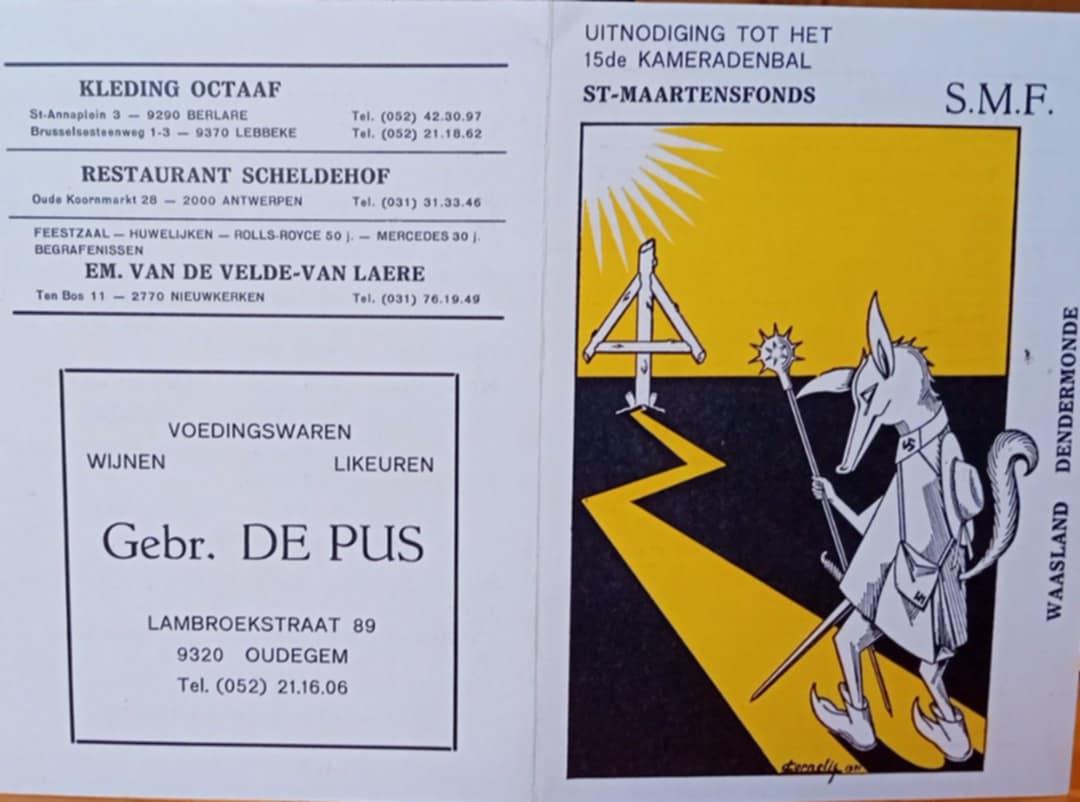 KLEDING OCTAAF
St-Annaplein 3 — 9290 BERLARE Tel. (052) 42.30.97
Brusselsesteenweg 1-3 — 9370 LEBBEKE Tel. (052) 21.18.62
RESTAURANT SCHELDEHOF
Oude Koornmarkt 28 — 2000 ANTWERPEN Tel. (031) 31.33.46
FEESTZAAL — HUWELIJKEN — ROLLS-ROYCE 50 j. — MERCEDES 30 j.
BEGRAFENISSEN
EM. VAN DE VELDE-VAN LAERE
Ten Bos 11 — 2770 NIEUWKERKEN Tel. (031) 76.19.49
VOEDINGSWAREN
WIJNEN LIKEUREN
Gebr. DE PUS
LAMBROEKSTRAAT 89
9320 OUDEGEM
Tel. (052) 21.16.06
UITNODIGING TOT HET
15de KAMERADENBAL
ST-MAARTENSFONDS
S.M.F.
WAASLAND DENDERMONDE